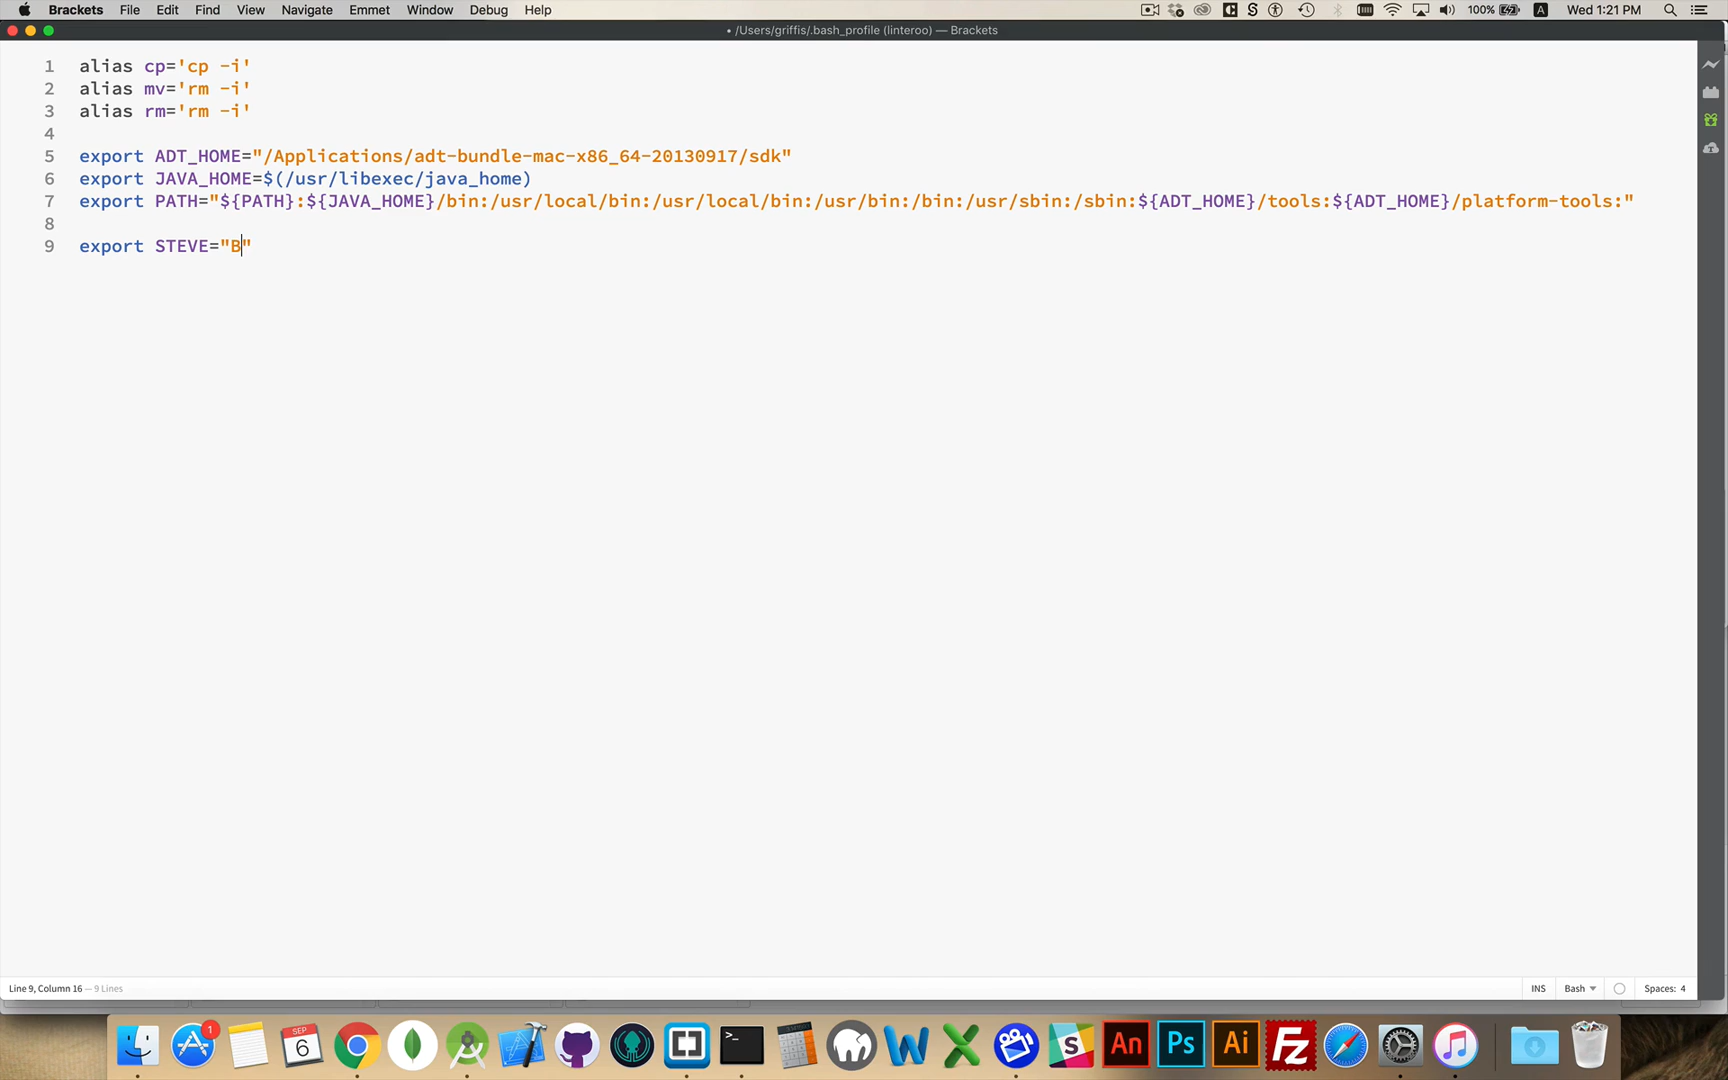 Brackets File Edit Find View Navigate Emmet Window Debug Help 100% A Wed 1:21 PM
• /Users/griffis/.bash_profile (linteroo) — Brackets
1 alias cp='cp -i'
2 alias mv='rm -i'
3 alias rm='rm -i'
4
5 export ADT_HOME="/Applications/adt-bundle-mac-x86_64-20130917/sdk"
6 export JAVA_HOME=$(/usr/libexec/java_home)
7 export PATH="${PATH}:${JAVA_HOME}/bin:/usr/local/bin:/usr/local/bin:/usr/bin:/bin:/usr/sbin:/sbin:${ADT_HOME}/tools:${ADT_HOME}/platform-tools:"
8
9 export STEVE="B"
Line 9, Column 16 — 9 Lines INS Bash Spaces: 4
1 SEP 6 >_ W X S An Ps Ai Fz